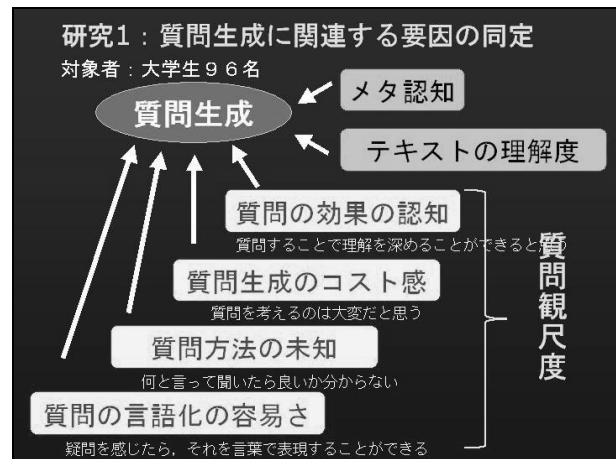 研究1：質問生成に関連する要因の同定
対象者：大学生９６名
質問生成
メタ認知
テキストの理解度
質問の効果の認知
質問することで理解を深めることができると思う
質問生成のコスト感
質問を考えるのは大変だと思う
質問方法の未知
何と言って聞いたら良いか分からない
質問の言語化の容易さ
疑問を感じたら，それを言葉で表現することができる
質問観尺度